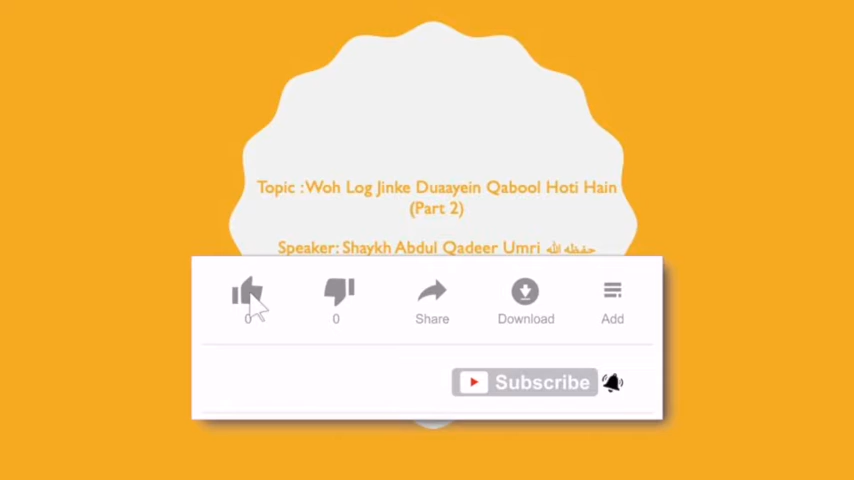 Topic : Woh Log Jinke Duaayein Qabool Hoti Hain
(Part 2)
Speaker: Shaykh Abdul Qadeer Umri حفظه الله
0
0
Share
Download
Add
Subscribe